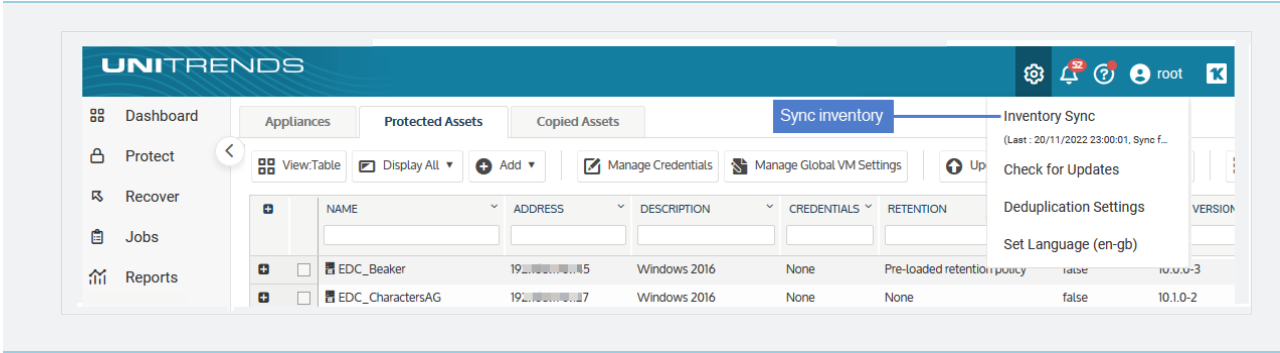 UNITRENDS
52
root
Dashboard
Protect
Recover
Jobs
Reports
Appliances
Protected Assets
Copied Assets
Sync inventory
Inventory Sync
(Last : 20/11/2022 23:00:01, Sync f...
Check for Updates
Deduplication Settings
Set Language (en-gb)
View:Table
Display All
Add
Manage Credentials
Manage Global VM Settings
NAME
ADDRESS
DESCRIPTION
CREDENTIALS
RETENTION
VERSION
EDC_Beaker Windows 2016 None Pre-loaded retention policy false 10.0.0-3
EDC_CharactersAG Windows 2016 None None false 10.1.0-2